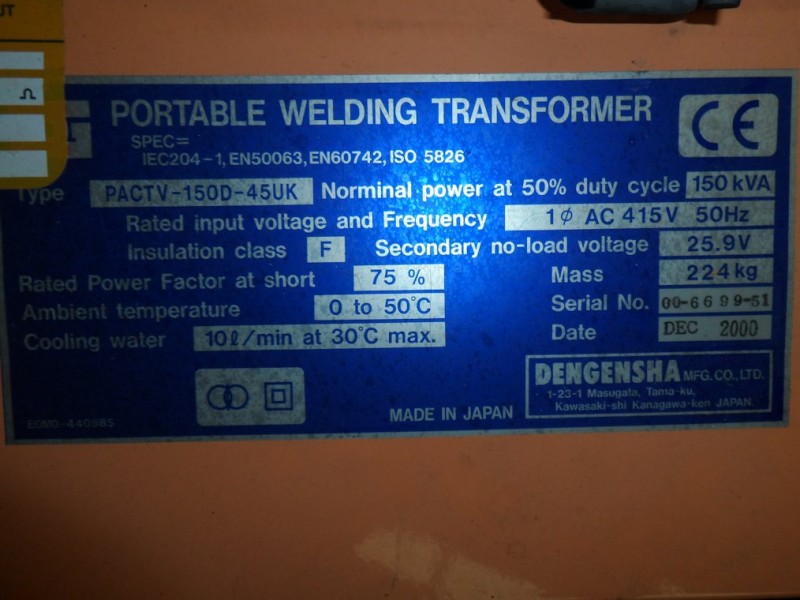 UT
Ω
PORTABLE WELDING TRANSFORMER
CE
SPEC=
IEC204-1, EN50063, EN60742, ISO 5826
Type PACTV-150D-45UK Norminal power at 50% duty cycle 150 kVA
Rated input voltage and Frequency 1φ AC 415V 50Hz
Insulation class F Secondary no-load voltage 25.9V
Rated Power Factor at short 75 % Mass 224kg
Ambient temperature 0 to 50°C Serial No. 00-6699-51
Cooling water 10ℓ/min at 30°C max. Date DEC 2000
DENGENSHA MFG. CO., LTD.
1-23-1 Masugata, Tama-ku,
Kawasaki-shi Kanagawa-ken JAPAN.
MADE IN JAPAN